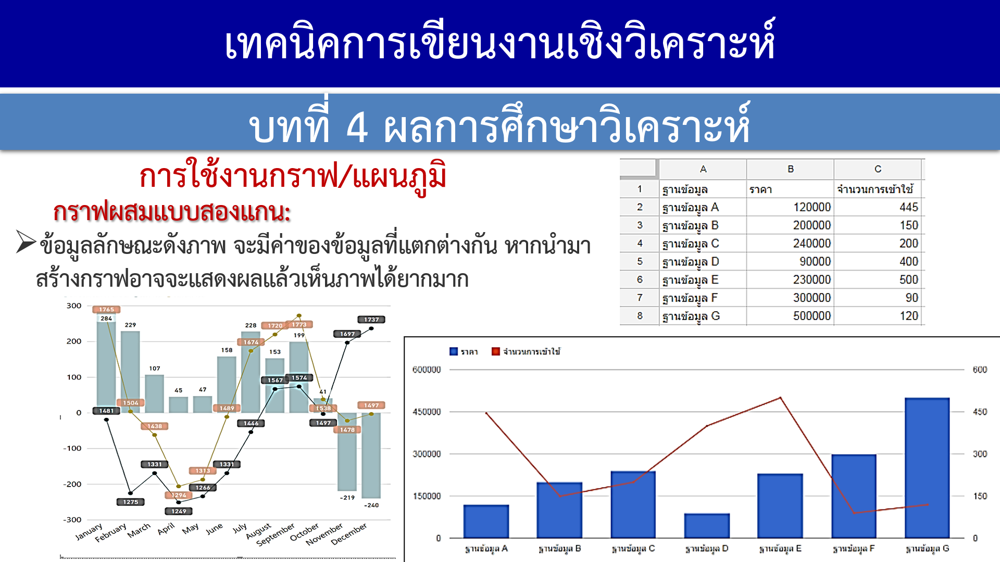 เทคนิคการเขียนงานเชิงวิเคราะห์
บทที่ 4 ผลการศึกษาวิเคราะห์
การใช้งานกราฟ/แผนภูมิ
กราฟผสมแบบสองแกน:
ข้อมูลลักษณะดังภาพ จะมีค่าของข้อมูลที่แตกต่างกัน หากนำมา
สร้างกราฟอาจจะแสดงผลแล้วเห็นภาพได้ยากมาก
A B C
1 ฐานข้อมูล ราคา จำนวนการเข้าใช้
2 ฐานข้อมูล A 120000 445
3 ฐานข้อมูล B 200000 150
4 ฐานข้อมูล C 240000 200
5 ฐานข้อมูล D 90000 400
6 ฐานข้อมูล E 230000 500
7 ฐานข้อมูล F 300000 90
8 ฐานข้อมูล G 500000 120
300
200
100
0
-100
-200
-300
284 229 107 45 47 158 228 153 199 41 -219 -240
1765 1504 1438 1294 1313 1489 1674 1720 1773 1538 1478 1497
1481 1275 1331 1249 1266 1331 1446 1567 1574 1497 1697 1737
January February March April May June July August September October November December
ราคา จำนวนการเข้าใช้
600000 600
450000 450
300000 300
150000 150
0 0
ฐานข้อมูล A ฐานข้อมูล B ฐานข้อมูล C ฐานข้อมูล D ฐานข้อมูล E ฐานข้อมูล F ฐานข้อมูล G